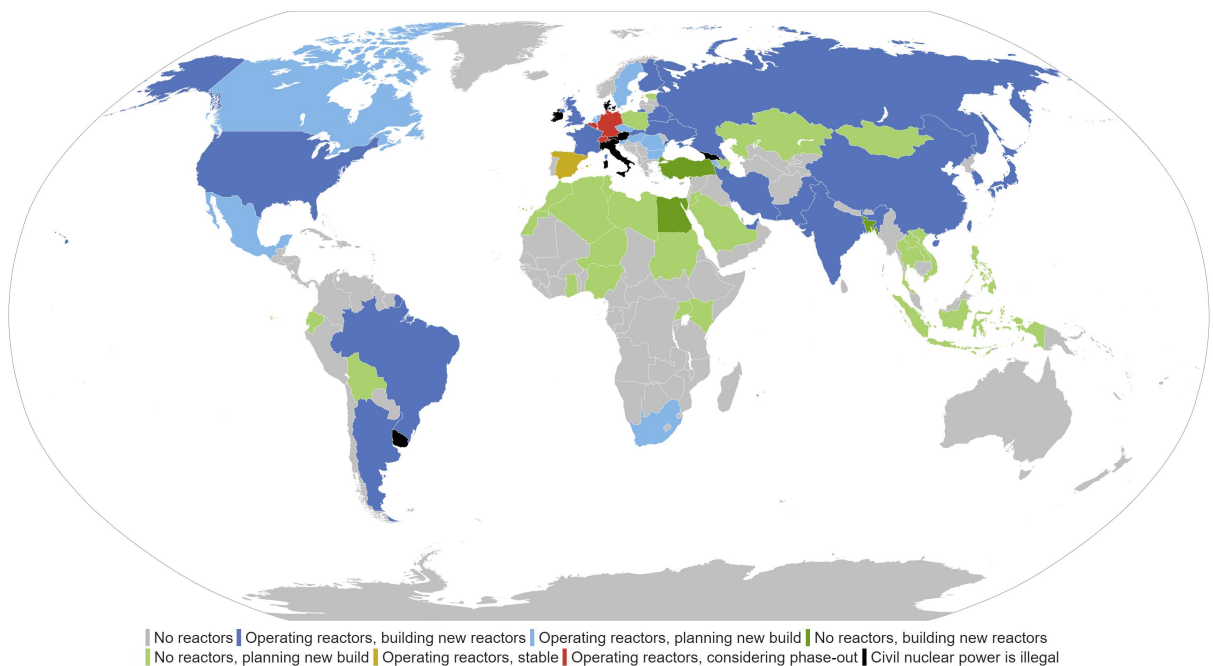 No reactors Operating reactors, building new reactors Operating reactors, planning new build No reactors, building new reactors
No reactors, planning new build Operating reactors, stable Operating reactors, considering phase-out Civil nuclear power is illegal